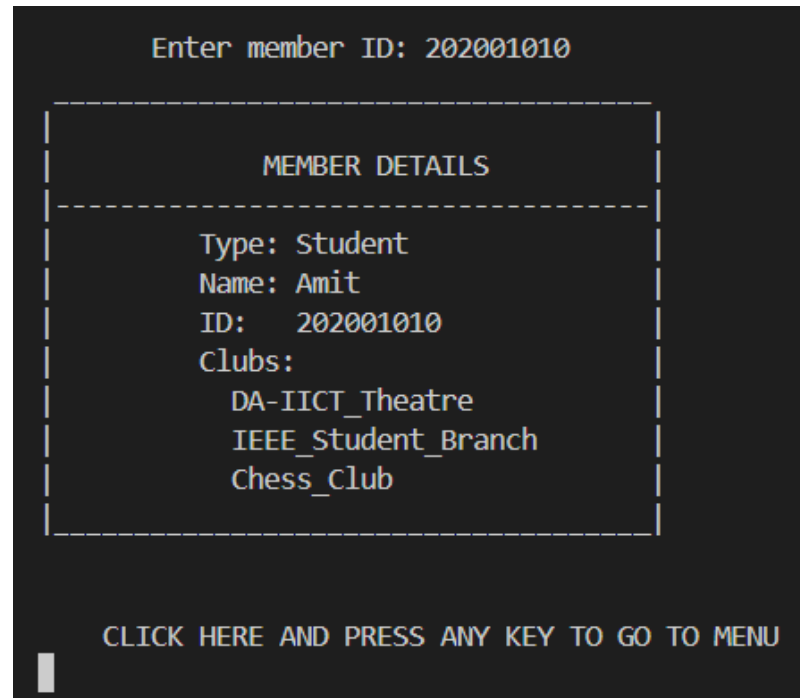 Enter member ID: 202001010
MEMBER DETAILS
Type: Student
Name: Amit
ID: 202001010
Clubs:
DA-IICT_Theatre
IEEE_Student_Branch
Chess_Club
CLICK HERE AND PRESS ANY KEY TO GO TO MENU